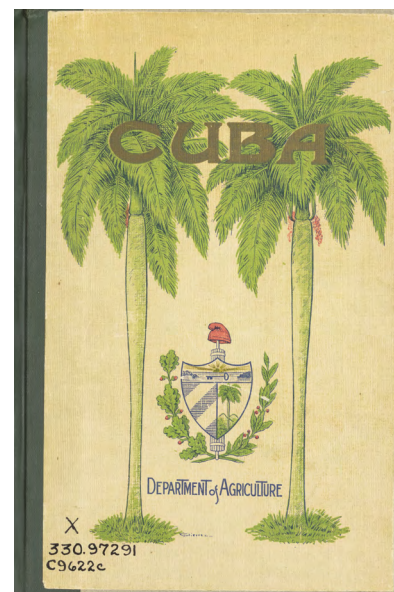 CUBA
DEPARTMENT of AGRICULTURE
X
330.97291
C9622c